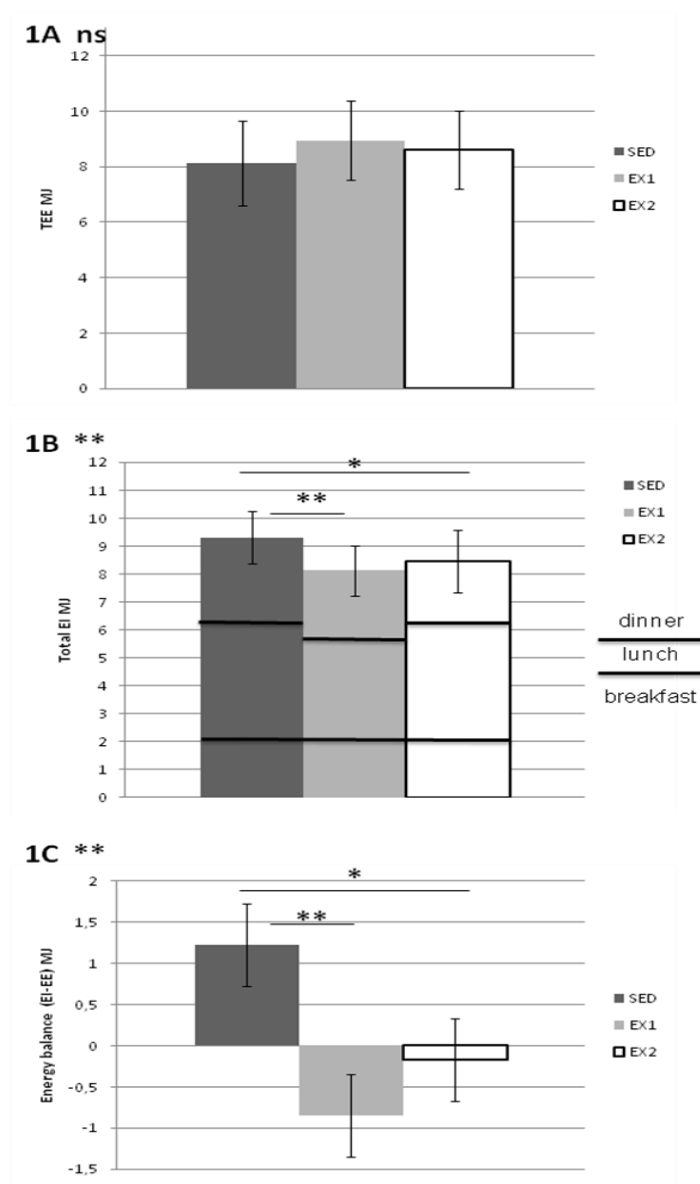 1A ns
12
10
8
6
4
2
0
TEE MJ
SED
EX1
EX2
1B **
12
11
10
9
8
7
6
5
4
3
2
1
0
Total EI MJ
*
**
SED
EX1
EX2
dinner
lunch
breakfast
1C **
2
1,5
1
0,5
0
-0,5
-1
-1,5
Energy balance (EI-EE) MJ
*
**
SED
EX1
EX2